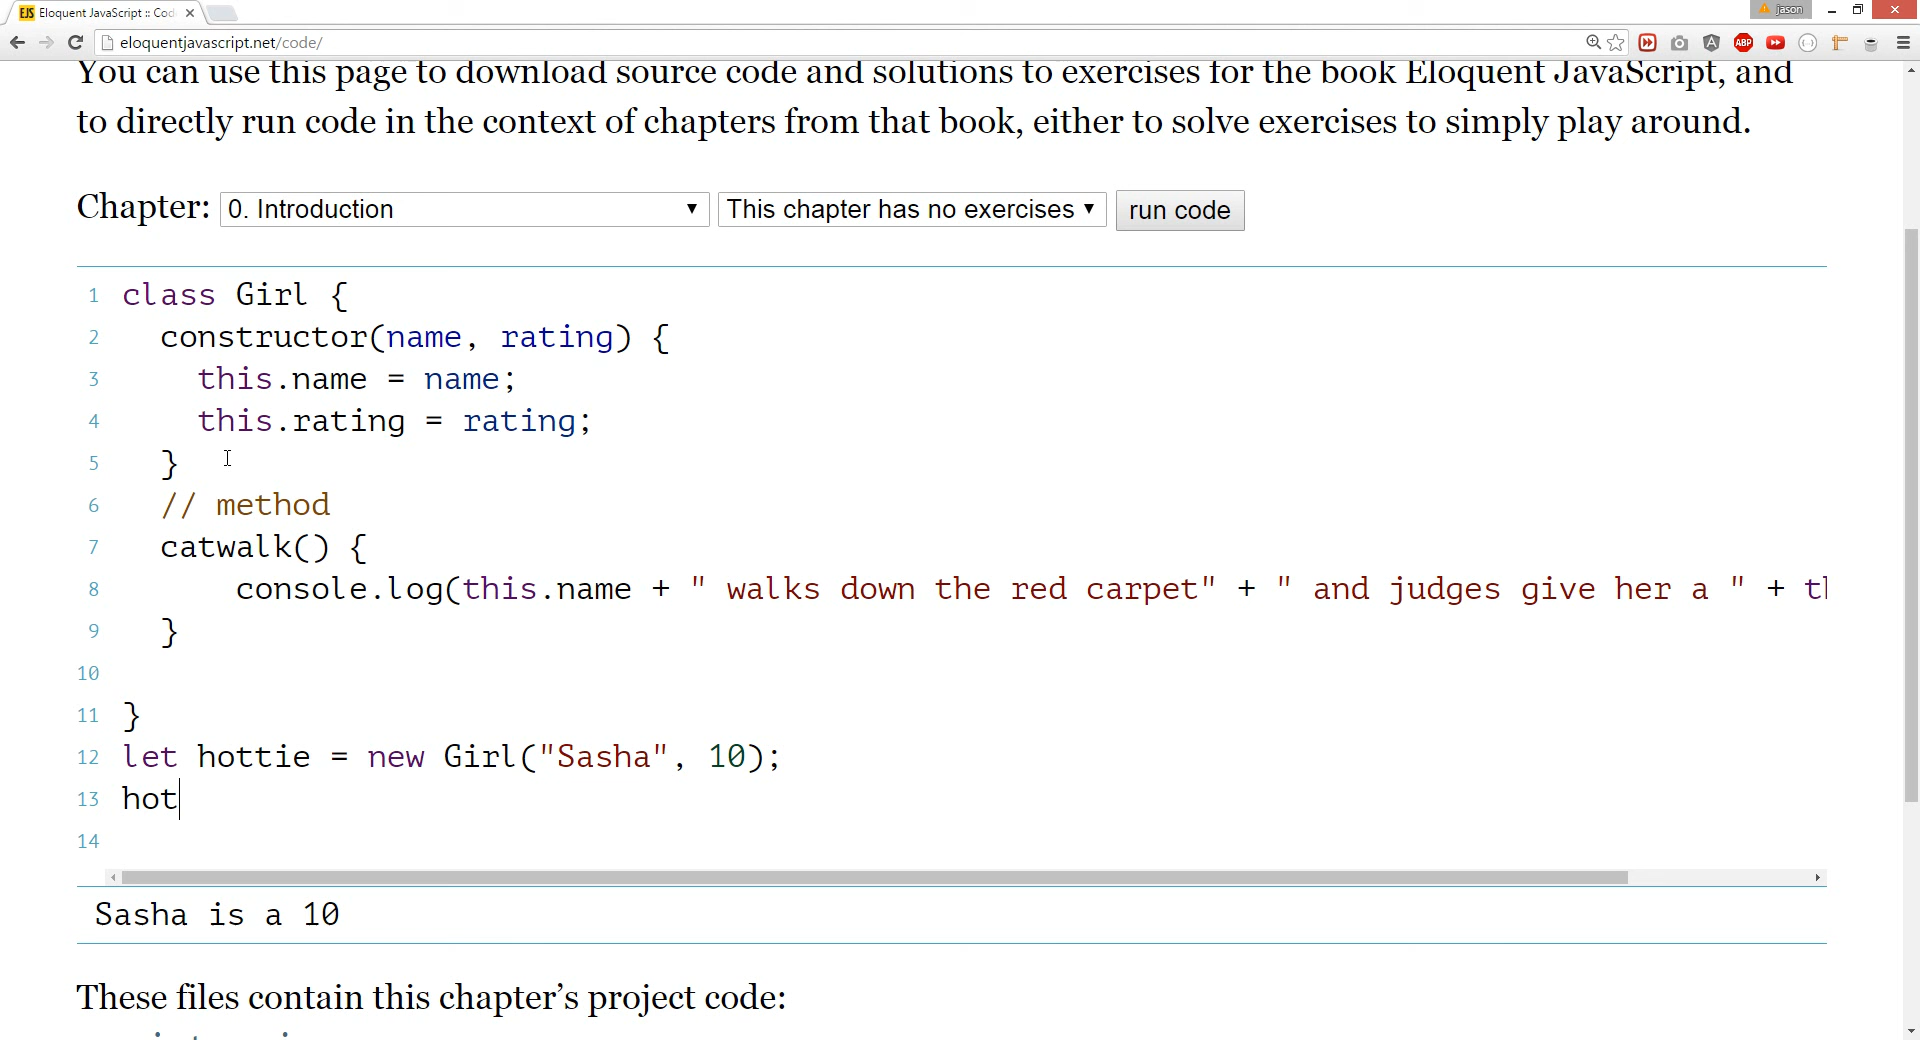 EJS Eloquent JavaScript :: Cod
jason
eloquentjavascript.net/code/
ABP
You can use this page to download source code and solutions to exercises for the book Eloquent JavaScript, and
to directly run code in the context of chapters from that book, either to solve exercises to simply play around.
Chapter: 0. Introduction This chapter has no exercises run code
1 class Girl {
2 constructor(name, rating) {
3 this.name = name;
4 this.rating = rating;
5 }
6 // method
7 catwalk() {
8 console.log(this.name + " walks down the red carpet" + " and judges give her a " +
9 }
10
11 }
12 let hottie = new Girl("Sasha", 10);
13 hot
14
Sasha is a 10
These files contain this chapter’s project code: